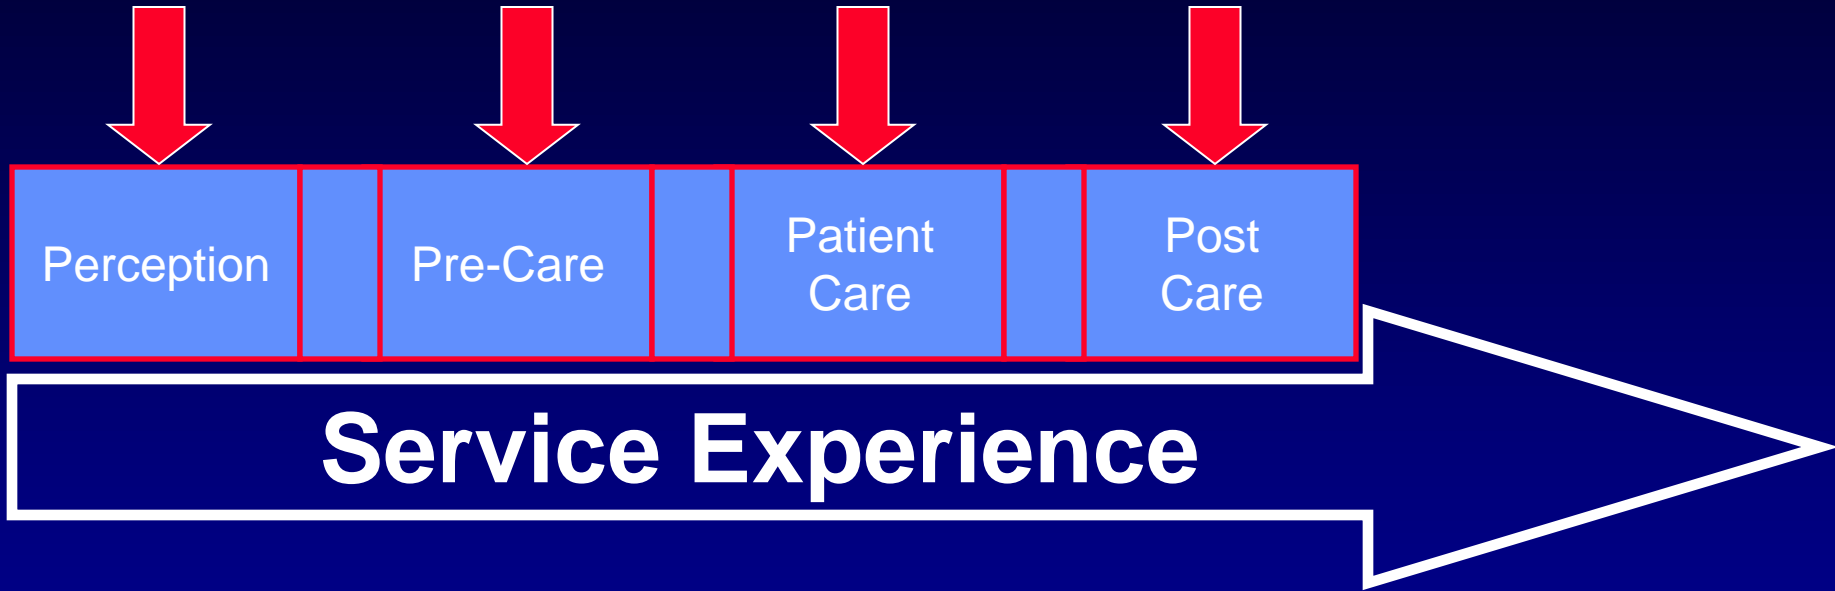 Perception
Pre-Care
Patient
Care
Post
Care
Service Experience